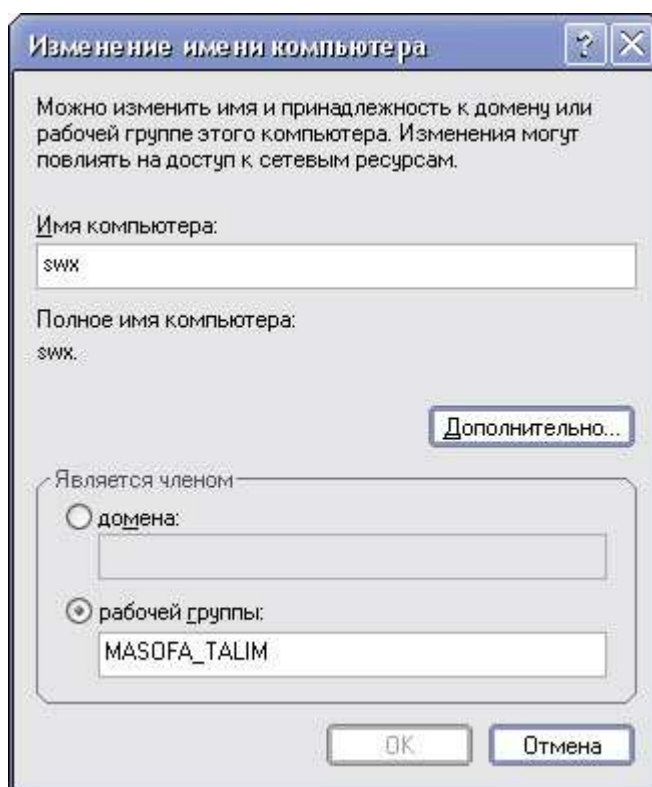 Изменение имени компьютера
Можно изменить имя и принадлежность к домену или
рабочей группе этого компьютера. Изменения могут
повлиять на доступ к сетевым ресурсам.
Имя компьютера:
swx
Полное имя компьютера:
swx.
Дополнительно...
Является членом
домена:
рабочей группы:
MASOFA_TALIM
OK
Отмена